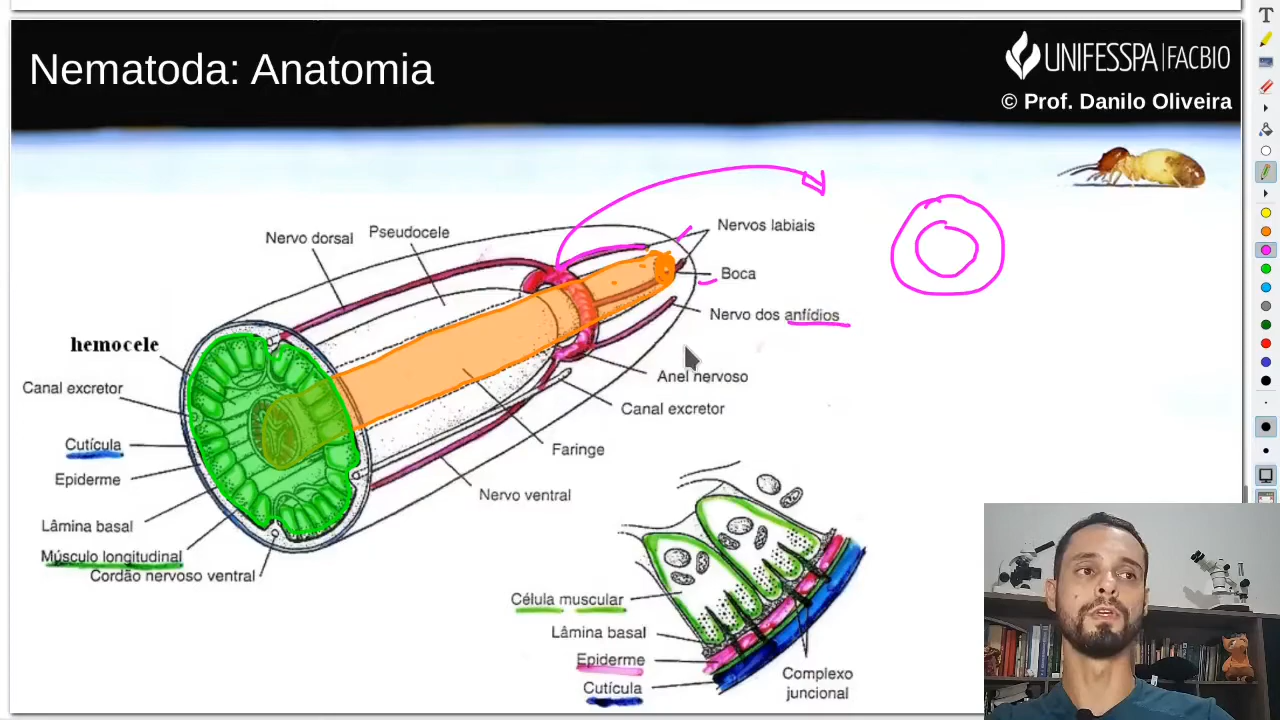 Nematoda: Anatomia
UNIFESSPA|FACBIO
© Prof. Danilo Oliveira
Nervo dorsal
Pseudocele
Nervos labiais
Boca
Nervo dos anfídios
hemocele
Canal excretor
Anel nervoso
Canal excretor
Cutícula
Faringe
Epiderme
Nervo ventral
Lâmina basal
Músculo longitudinal
Cordão nervoso ventral
Célula muscular
Lâmina basal
Epiderme
Cutícula
Complexo
juncional
T